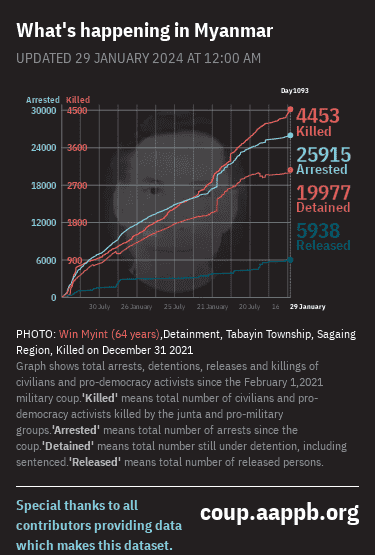 What's happening in Myanmar
UPDATED 29 JANUARY 2024 AT 12:00 AM
Day1093
Arrested Killed
30000 4500
24000 3600
18000 2700
12000 1800
6000 900
0
4453
Killed
25915
Arrested
19977
Detained
5938
Released
30 July 26 January 25 July 21 January 20 July 16 29 January
PHOTO: Win Myint (64 years),Detainment, Tabayin Township, Sagaing
Region, Killed on December 31 2021
Graph shows total arrests, detentions, releases and killings of
civilians and pro-democracy activists since the February 1,2021
military coup.'Killed' means total number of civilians and pro-
democracy activists killed by the junta and pro-military
groups.'Arrested' means total number of arrests since the
coup.'Detained' means total number still under detention, including
sentenced.'Released' means total number of released persons.
Special thanks to all
contributors providing data
which makes this dataset.
coup.aappb.org